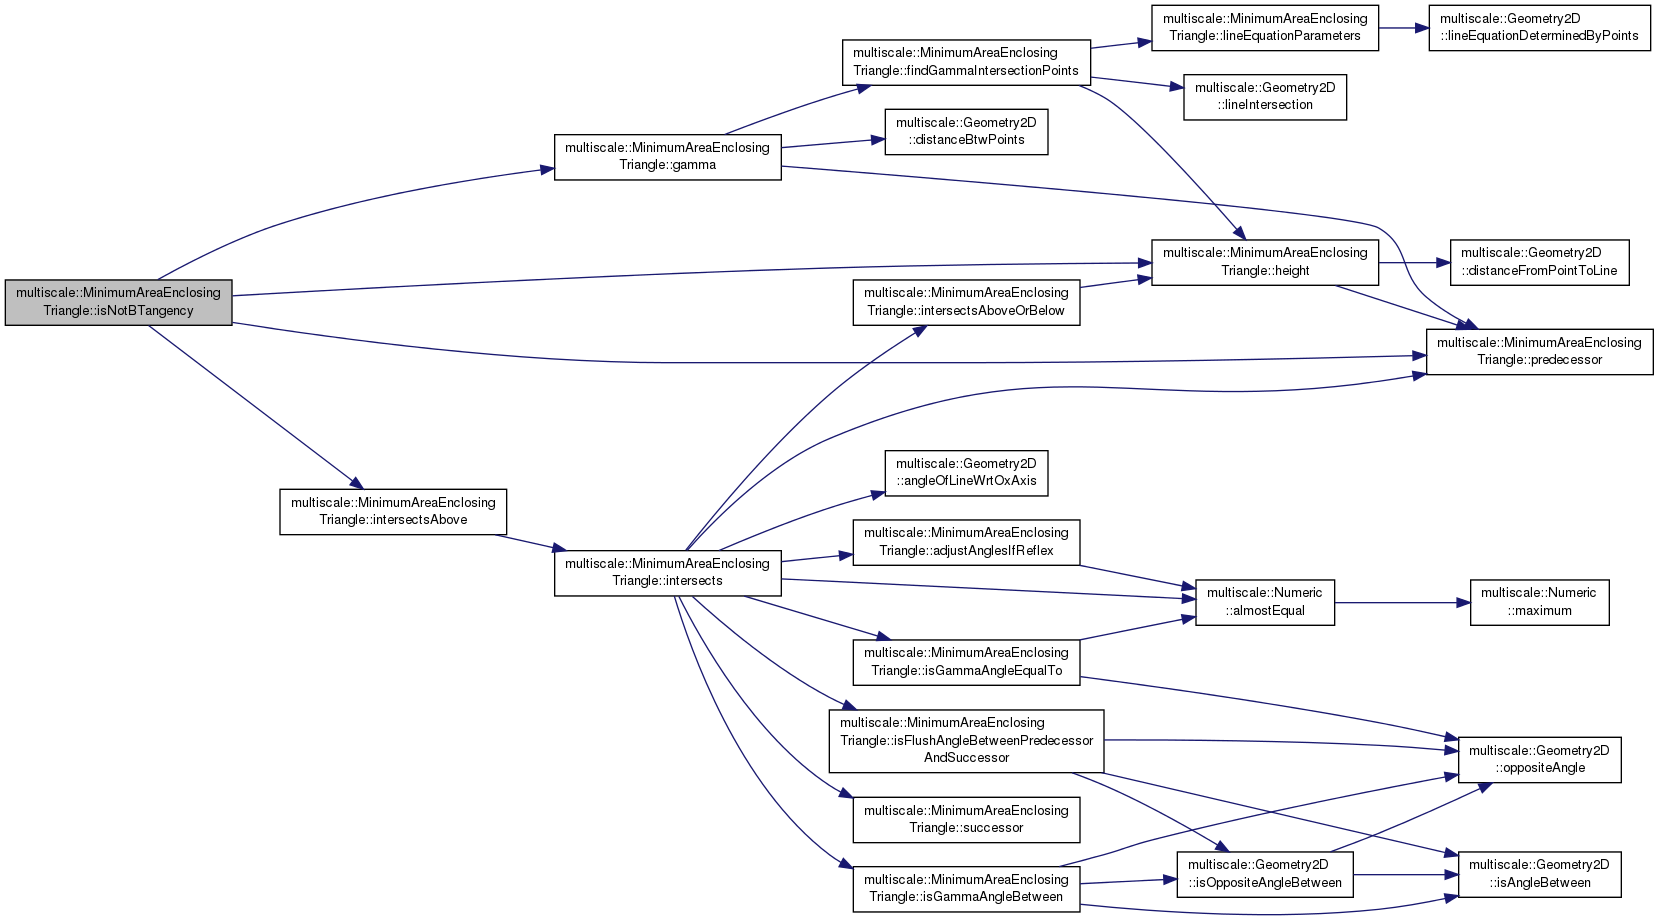 multiscale::MinimumAreaEnclosing
Triangle::isNotBTangency
multiscale::MinimumAreaEnclosing
Triangle::gamma
multiscale::MinimumAreaEnclosing
Triangle::findGammaIntersectionPoints
multiscale::MinimumAreaEnclosing
Triangle::lineEquationParameters
multiscale::Geometry2D
::lineEquationDeterminedByPoints
multiscale::Geometry2D
::lineIntersection
multiscale::Geometry2D
::distanceBtwPoints
multiscale::MinimumAreaEnclosing
Triangle::height
multiscale::Geometry2D
::distanceFromPointToLine
multiscale::MinimumAreaEnclosing
Triangle::intersectsAboveOrBelow
multiscale::MinimumAreaEnclosing
Triangle::predecessor
multiscale::MinimumAreaEnclosing
Triangle::intersectsAbove
multiscale::MinimumAreaEnclosing
Triangle::intersects
multiscale::Geometry2D
::angleOfLineWrtOxAxis
multiscale::MinimumAreaEnclosing
Triangle::adjustAnglesIfReflex
multiscale::Numeric
::almostEqual
multiscale::Numeric
::maximum
multiscale::MinimumAreaEnclosing
Triangle::isGammaAngleEqualTo
multiscale::MinimumAreaEnclosing
Triangle::isFlushAngleBetweenPredecessor
AndSuccessor
multiscale::Geometry2D
::oppositeAngle
multiscale::MinimumAreaEnclosing
Triangle::successor
multiscale::Geometry2D
::isOppositeAngleBetween
multiscale::Geometry2D
::isAngleBetween
multiscale::MinimumAreaEnclosing
Triangle::isGammaAngleBetween